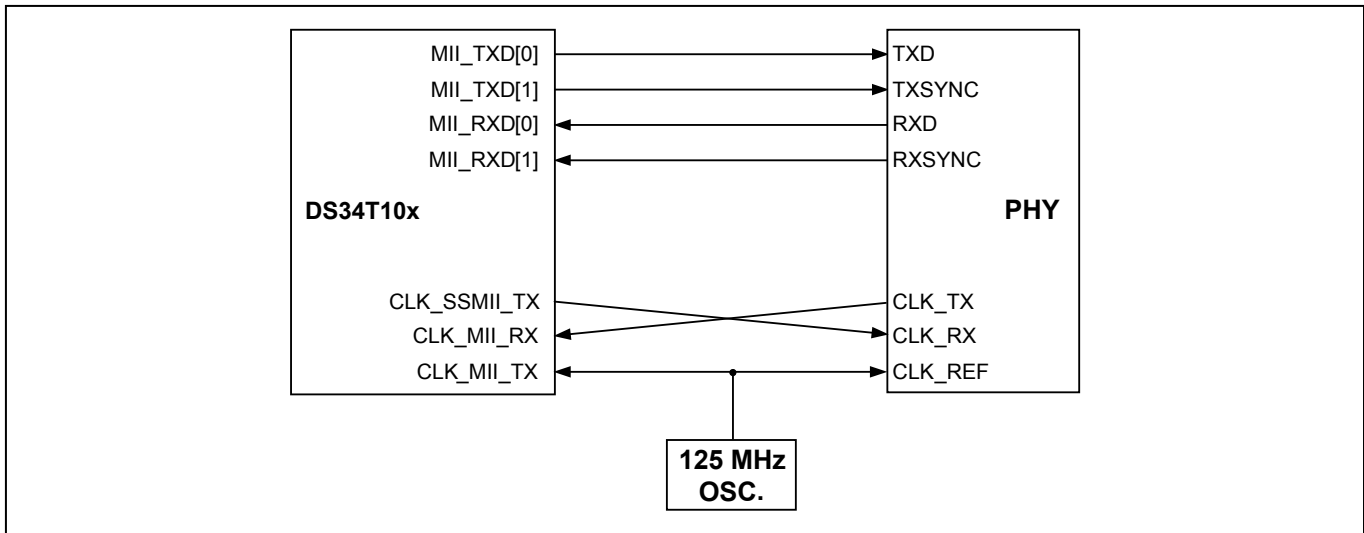 MII_TXD[0]
TXD
MII_TXD[1]
TXSYNC
MII_RXD[0]
RXD
MII_RXD[1]
RXSYNC
DS34T10x
PHY
CLK_SSMII_TX
CLK_TX
CLK_MII_RX
CLK_RX
CLK_MII_TX
CLK_REF
125 MHz
OSC.